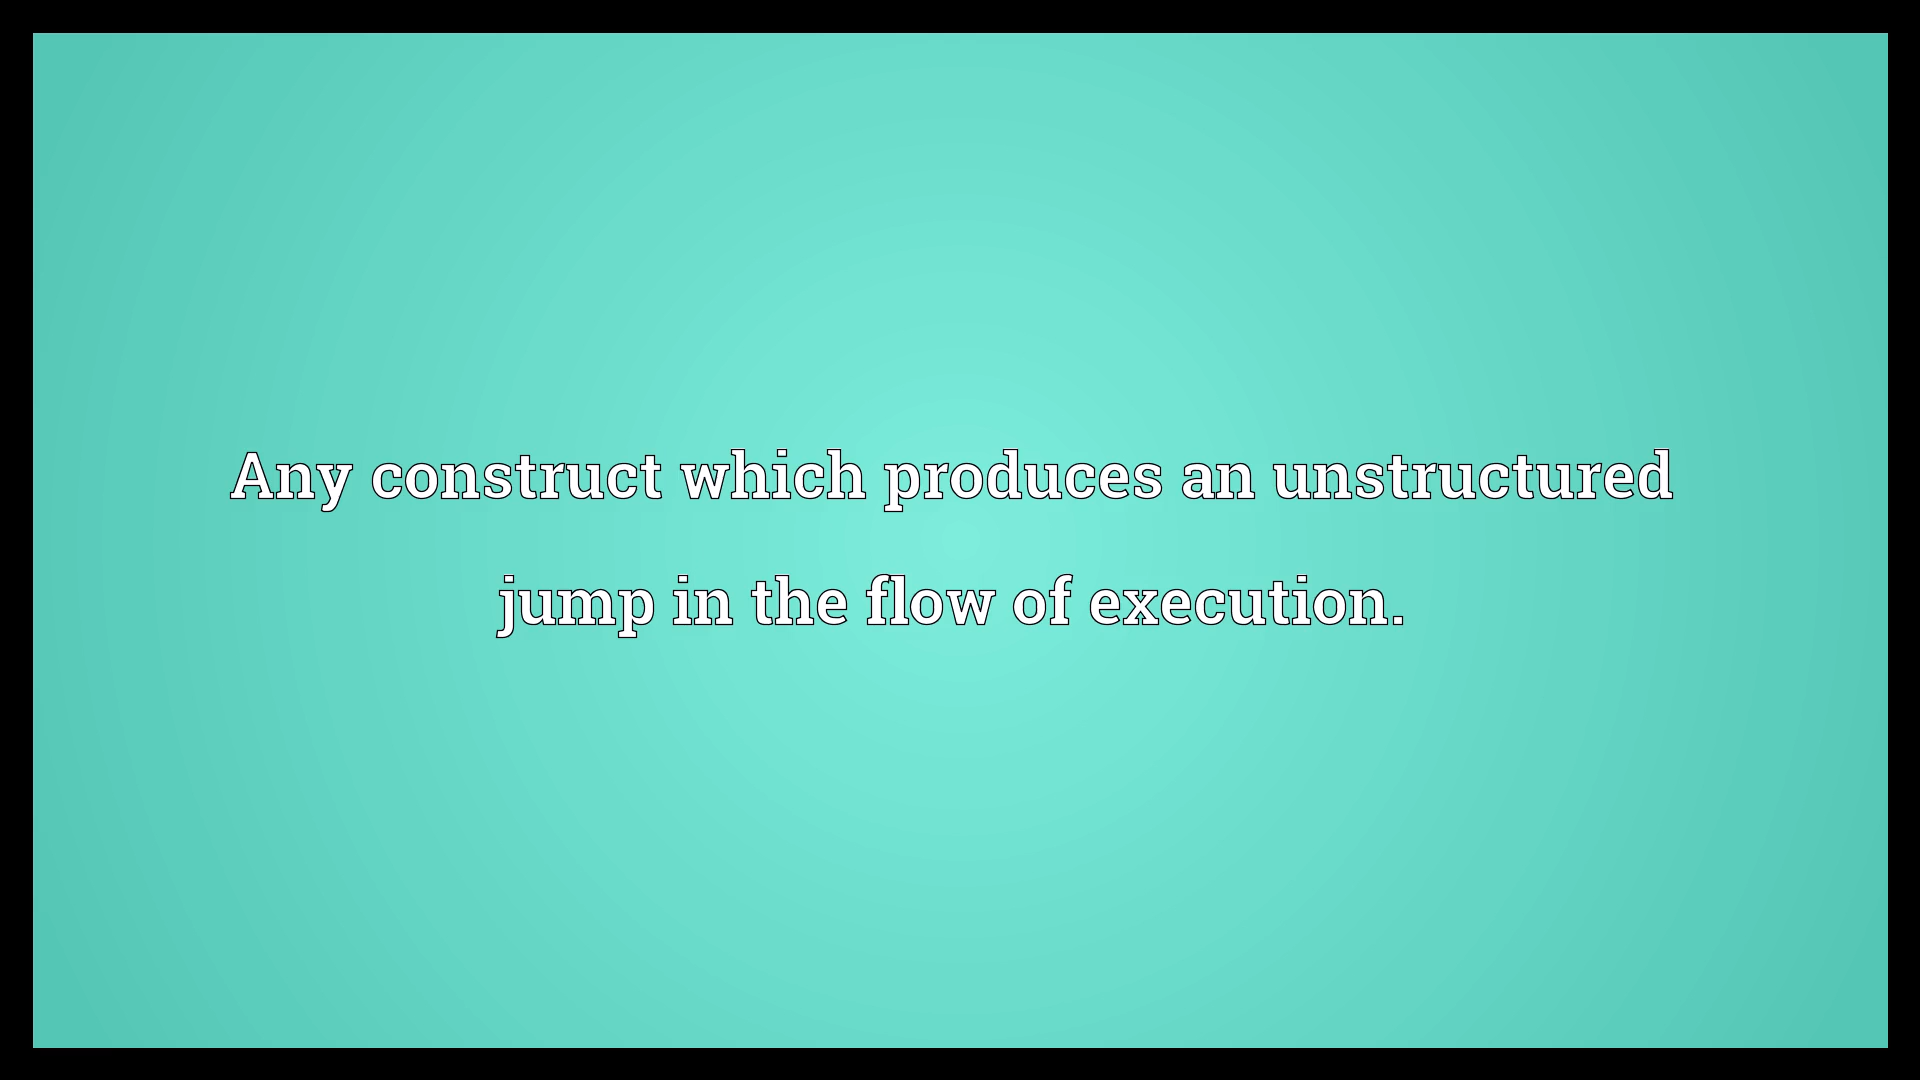 Any construct which produces an unstructured
jump in the flow of execution.